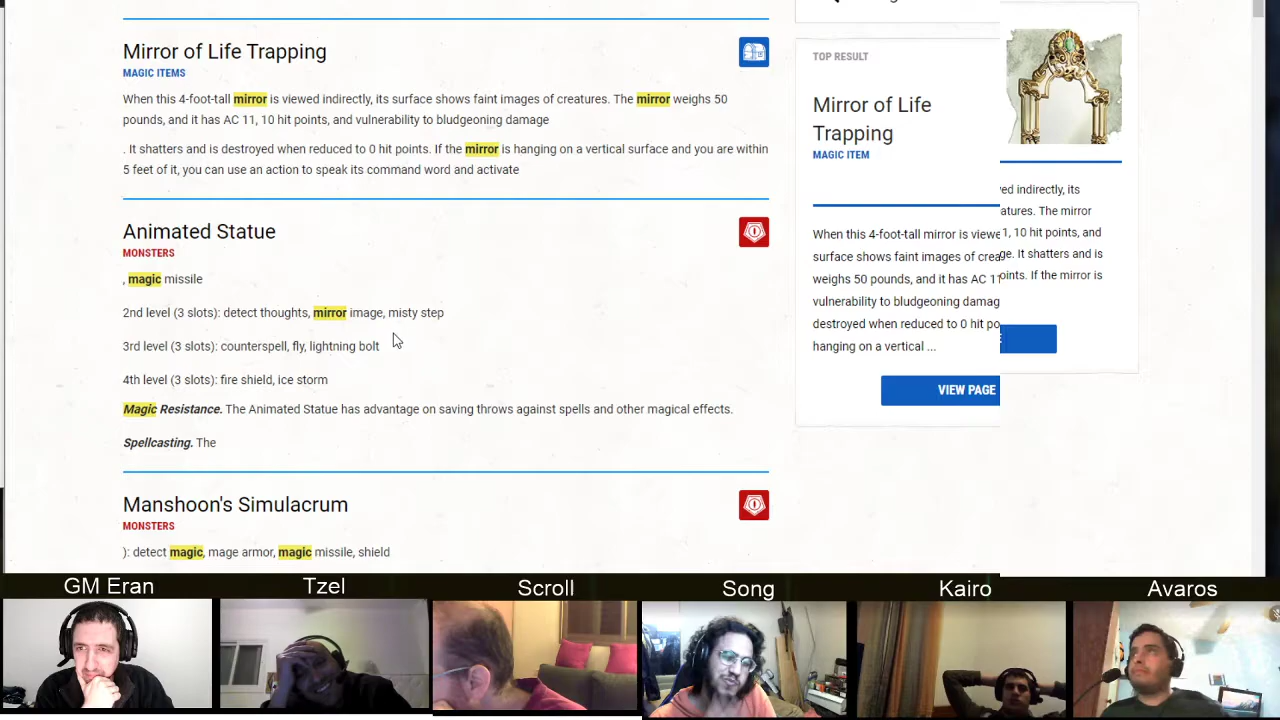 Mirror of Life Trapping
MAGIC ITEMS
When this 4-foot-tall mirror is viewed indirectly, its surface shows faint images of creatures. The mirror weighs 50
pounds, and it has AC 11, 10 hit points, and vulnerability to bludgeoning damage
. It shatters and is destroyed when reduced to 0 hit points. If the mirror is hanging on a vertical surface and you are within
5 feet of it, you can use an action to speak its command word and activate
Animated Statue
MONSTERS
, magic missile
2nd level (3 slots): detect thoughts, mirror image, misty step
3rd level (3 slots): counterspell, fly, lightning bolt
4th level (3 slots): fire shield, ice storm
Magic Resistance. The Animated Statue has advantage on saving throws against spells and other magical effects.
Spellcasting. The
Manshoon's Simulacrum
MONSTERS
): detect magic, mage armor, magic missile, shield
TOP RESULT
Mirror of Life
Trapping
MAGIC ITEM
When this 4-foot-tall mirror is viewe
surface shows faint images of crea
weighs 50 pounds, and it has AC 11
vulnerability to bludgeoning damag
destroyed when reduced to 0 hit po
hanging on a vertical ...
VIEW PAGE
ved indirectly, its
atures. The mirror
1, 10 hit points, and
ge. It shatters and is
oints. If the mirror is
GM Eran
Tzel
Scroll
Song
Kairo
Avaros